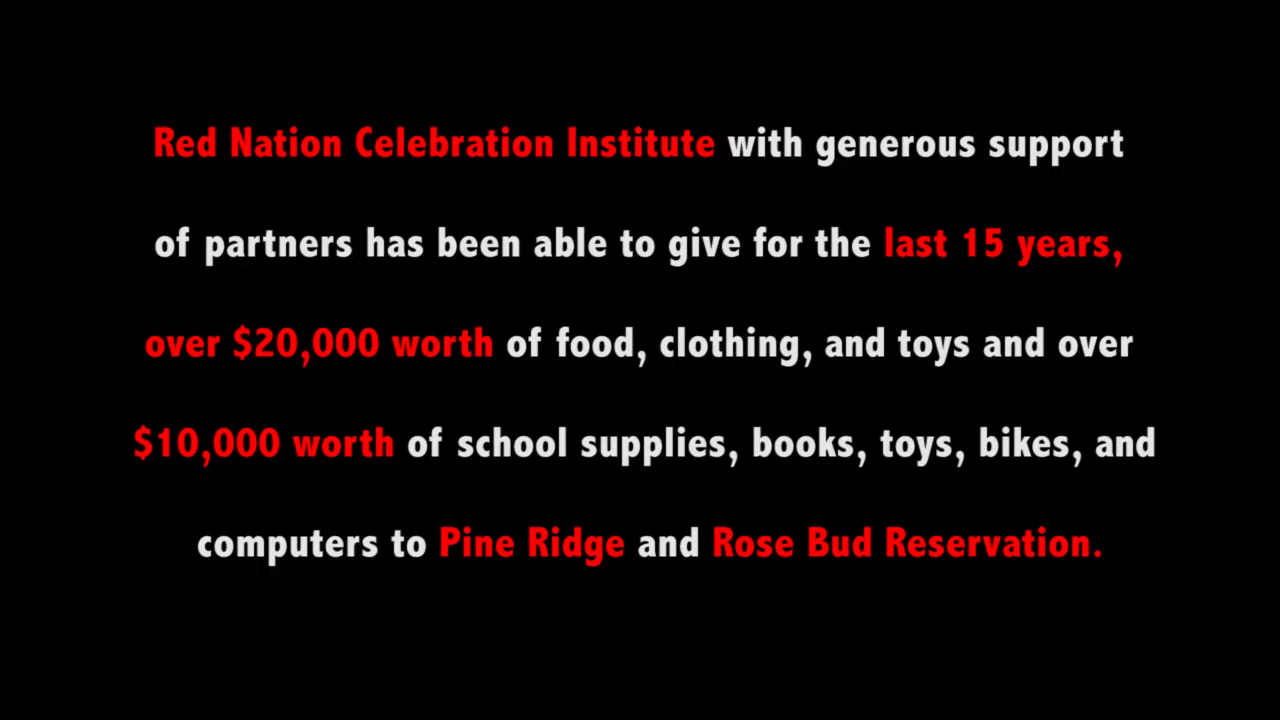 Red Nation Celebration Institute with generous support
of partners has been able to give for the last 15 years,
over $20,000 worth of food, clothing, and toys and over
$10,000 worth of school supplies, books, toys, bikes, and
computers to Pine Ridge and Rose Bud Reservation.